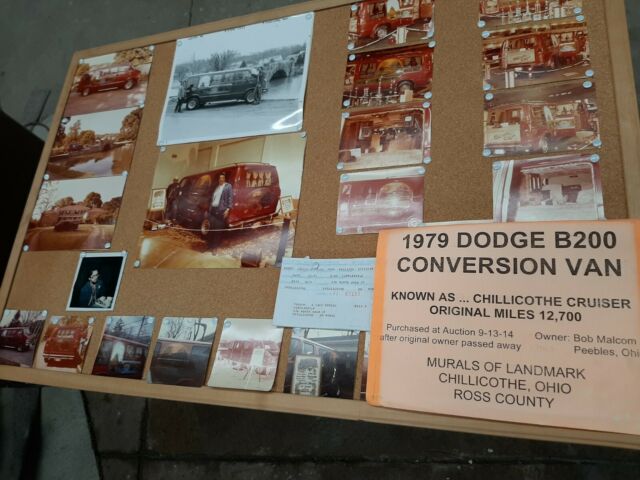 1979 DODGE B200
CONVERSION VAN
KNOWN AS ... CHILLICOTHE CRUISER
ORIGINAL MILES 12,700
Purchased at Auction 9-13-14
after original owner passed away
Owner: Bob Malcom
Peebles, Ohio
MURALS OF LANDMARK
CHILLICOTHE, OHIO
ROSS COUNTY